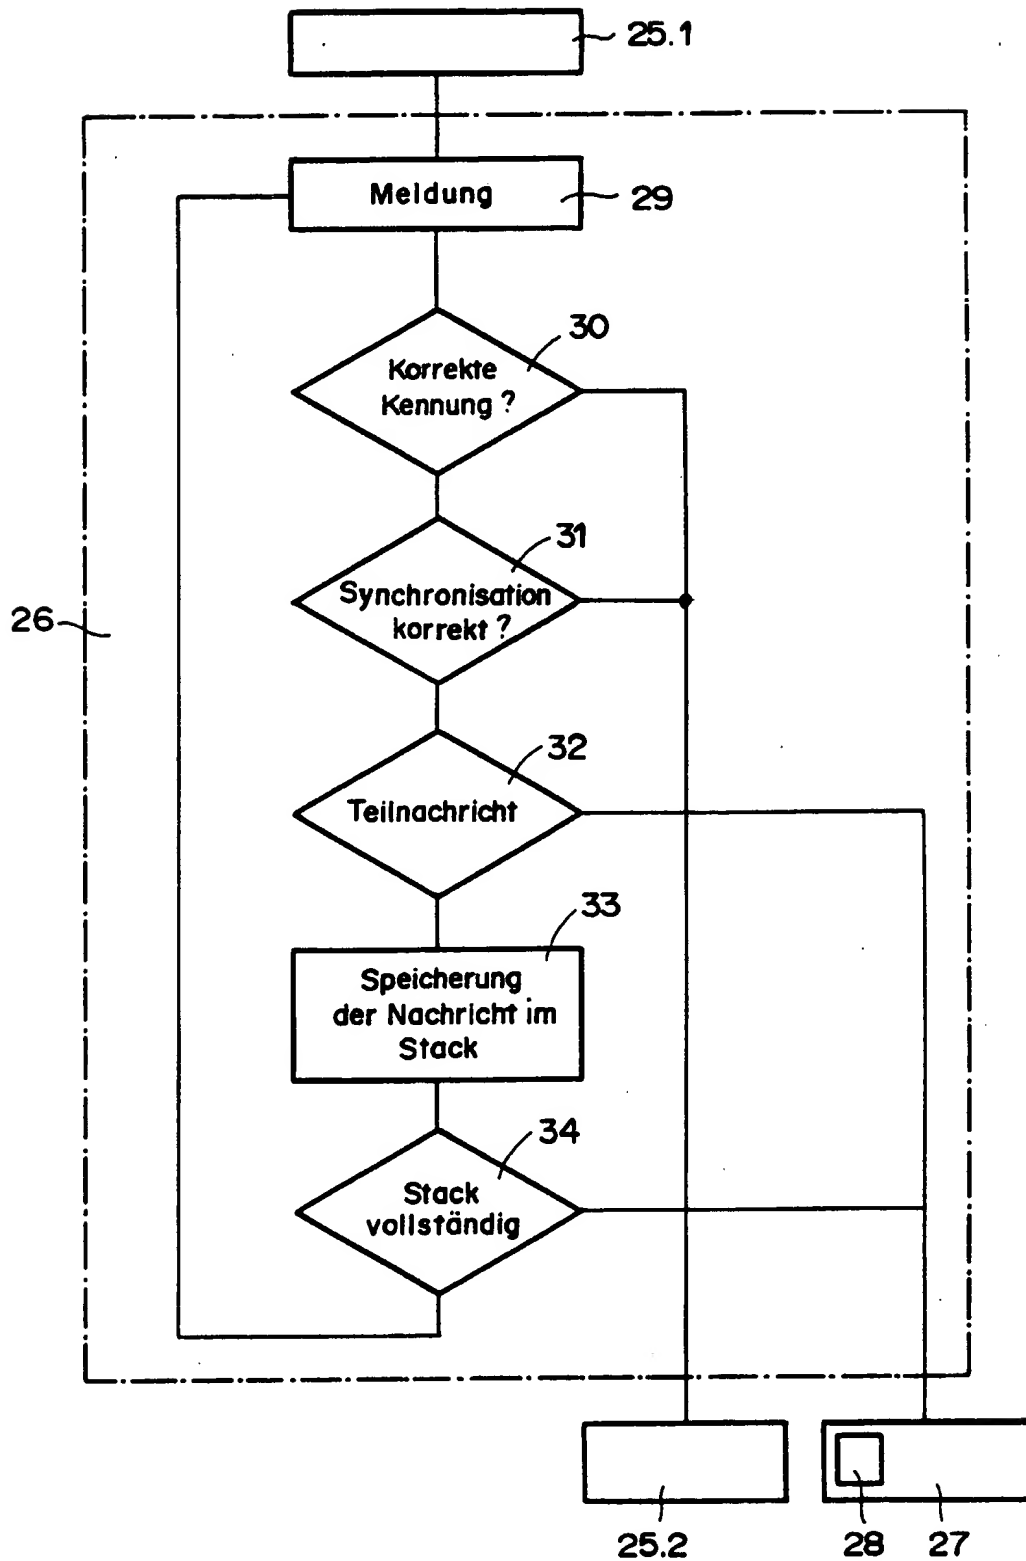 25.1
Meldung
29
30
Korrekte
Kennung ?
31
Synchronisation
korrekt ?
26
32
Teilnachricht
33
Speicherung
der Nachricht im
Stack
34
Stack
vollständig
25.2
28
27